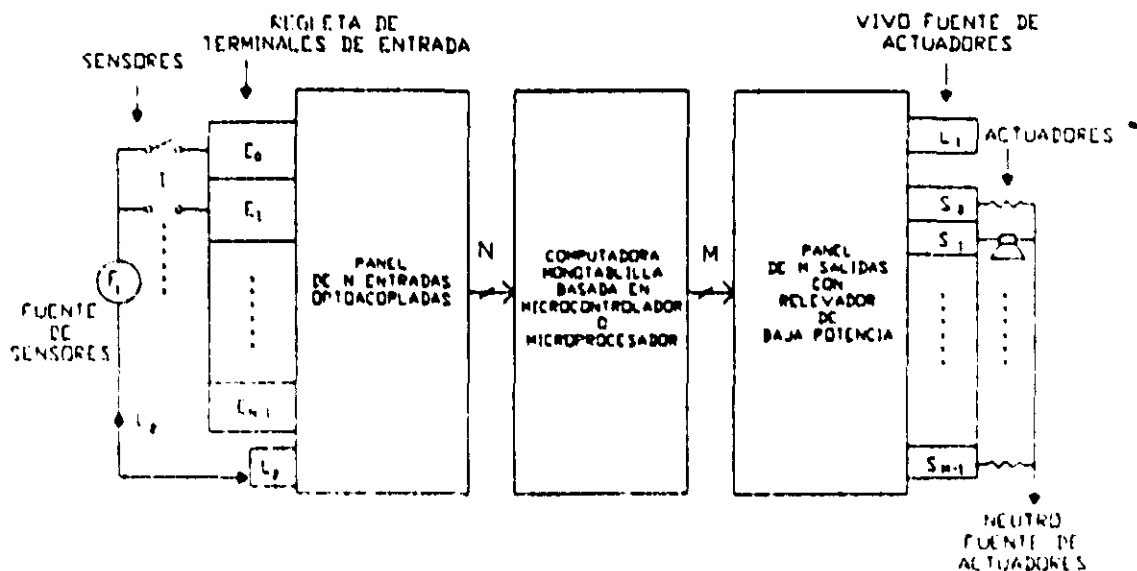 REGLETA DE
TERMINALES DE ENTRADA
SENSORES
VIVO FUENTE DE
ACTUADORES
ACTUADORES
E0
E1
EN-1
L2
F1
FUENTE
DE
SENSORES
L2
PANEL
DE N ENTRADAS
OPTOACOPLADAS
N
COMPUTADORA
MONOTABLILLA
BASADA EN
MICROCONTROLADOR
O
MICROPROCESADOR
M
PANEL
DE M SALIDAS
CON
RELEVADOR
DE
BAJA POTENCIA
L1
S0
S1
SM-1
NEUTRO
FUENTE DE
ACTUADORES